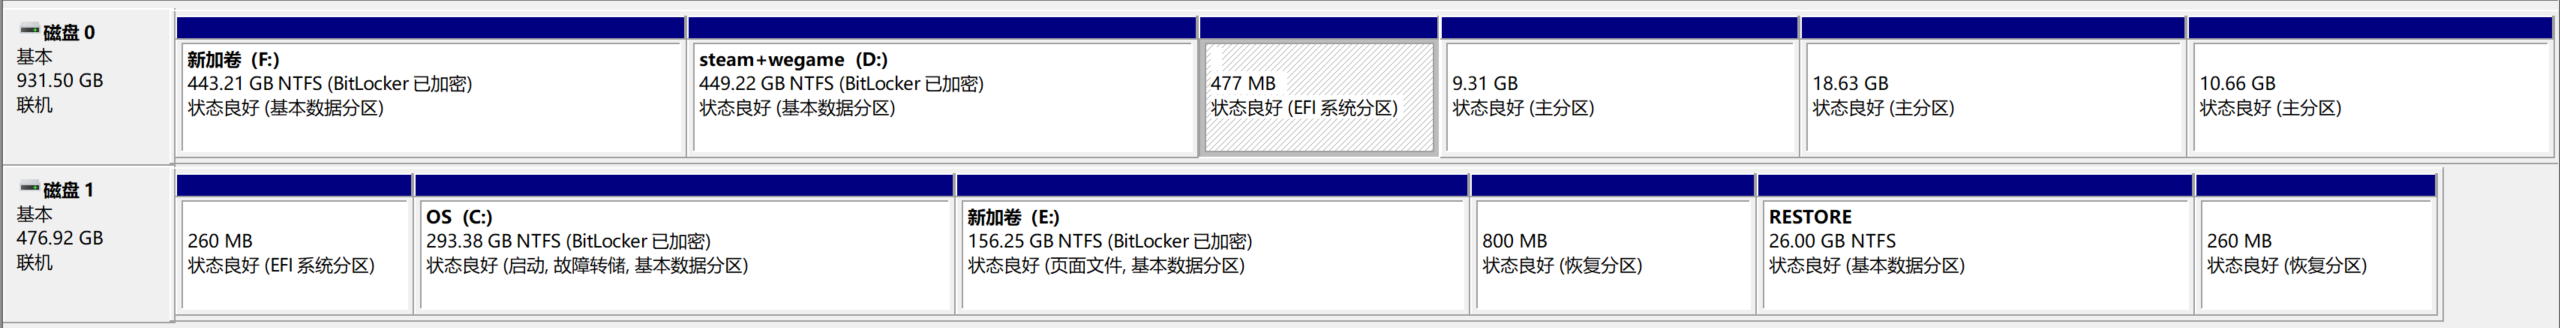 磁盘 0
基本
931.50 GB
联机
新加卷 (F:)
443.21 GB NTFS (BitLocker 已加密)
状态良好 (基本数据分区)
steam+wegame (D:)
449.22 GB NTFS (BitLocker 已加密)
状态良好 (基本数据分区)
477 MB
状态良好 (EFI 系统分区)
9.31 GB
状态良好 (主分区)
18.63 GB
状态良好 (主分区)
10.66 GB
状态良好 (主分区)
磁盘 1
基本
476.92 GB
联机
260 MB
状态良好 (EFI 系统分区)
OS (C:)
293.38 GB NTFS (BitLocker 已加密)
状态良好 (启动, 故障转储, 基本数据分区)
新加卷 (E:)
156.25 GB NTFS (BitLocker 已加密)
状态良好 (页面文件, 基本数据分区)
800 MB
状态良好 (恢复分区)
RESTORE
26.00 GB NTFS
状态良好 (基本数据分区)
260 MB
状态良好 (恢复分区)